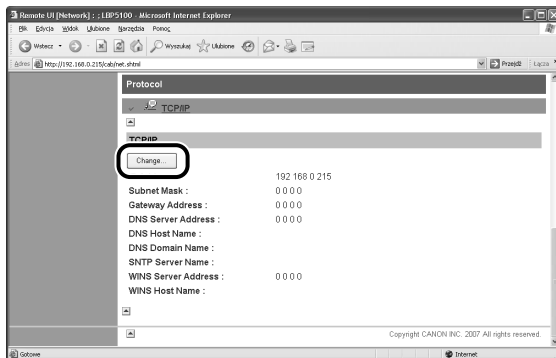 Remote UI [Network] : ; LBP5100 - Microsoft Internet Explorer
Plik Edycja Widok Ulubione Narzędzia Pomoc
Wstecz Wyszukaj Ulubione
Adres http://192.168.0.215/cab/net.shtml Przejdź Łącza
Protocol
TCP/IP
TCP/IP
Change...
192 168 0 215
Subnet Mask : 0 0 0 0
Gateway Address : 0 0 0 0
DNS Server Address : 0 0 0 0
DNS Host Name :
DNS Domain Name :
SNTP Server Name :
WINS Server Address : 0 0 0 0
WINS Host Name :
Copyright CANON INC. 2007 All rights reserved.
Gotowe Internet